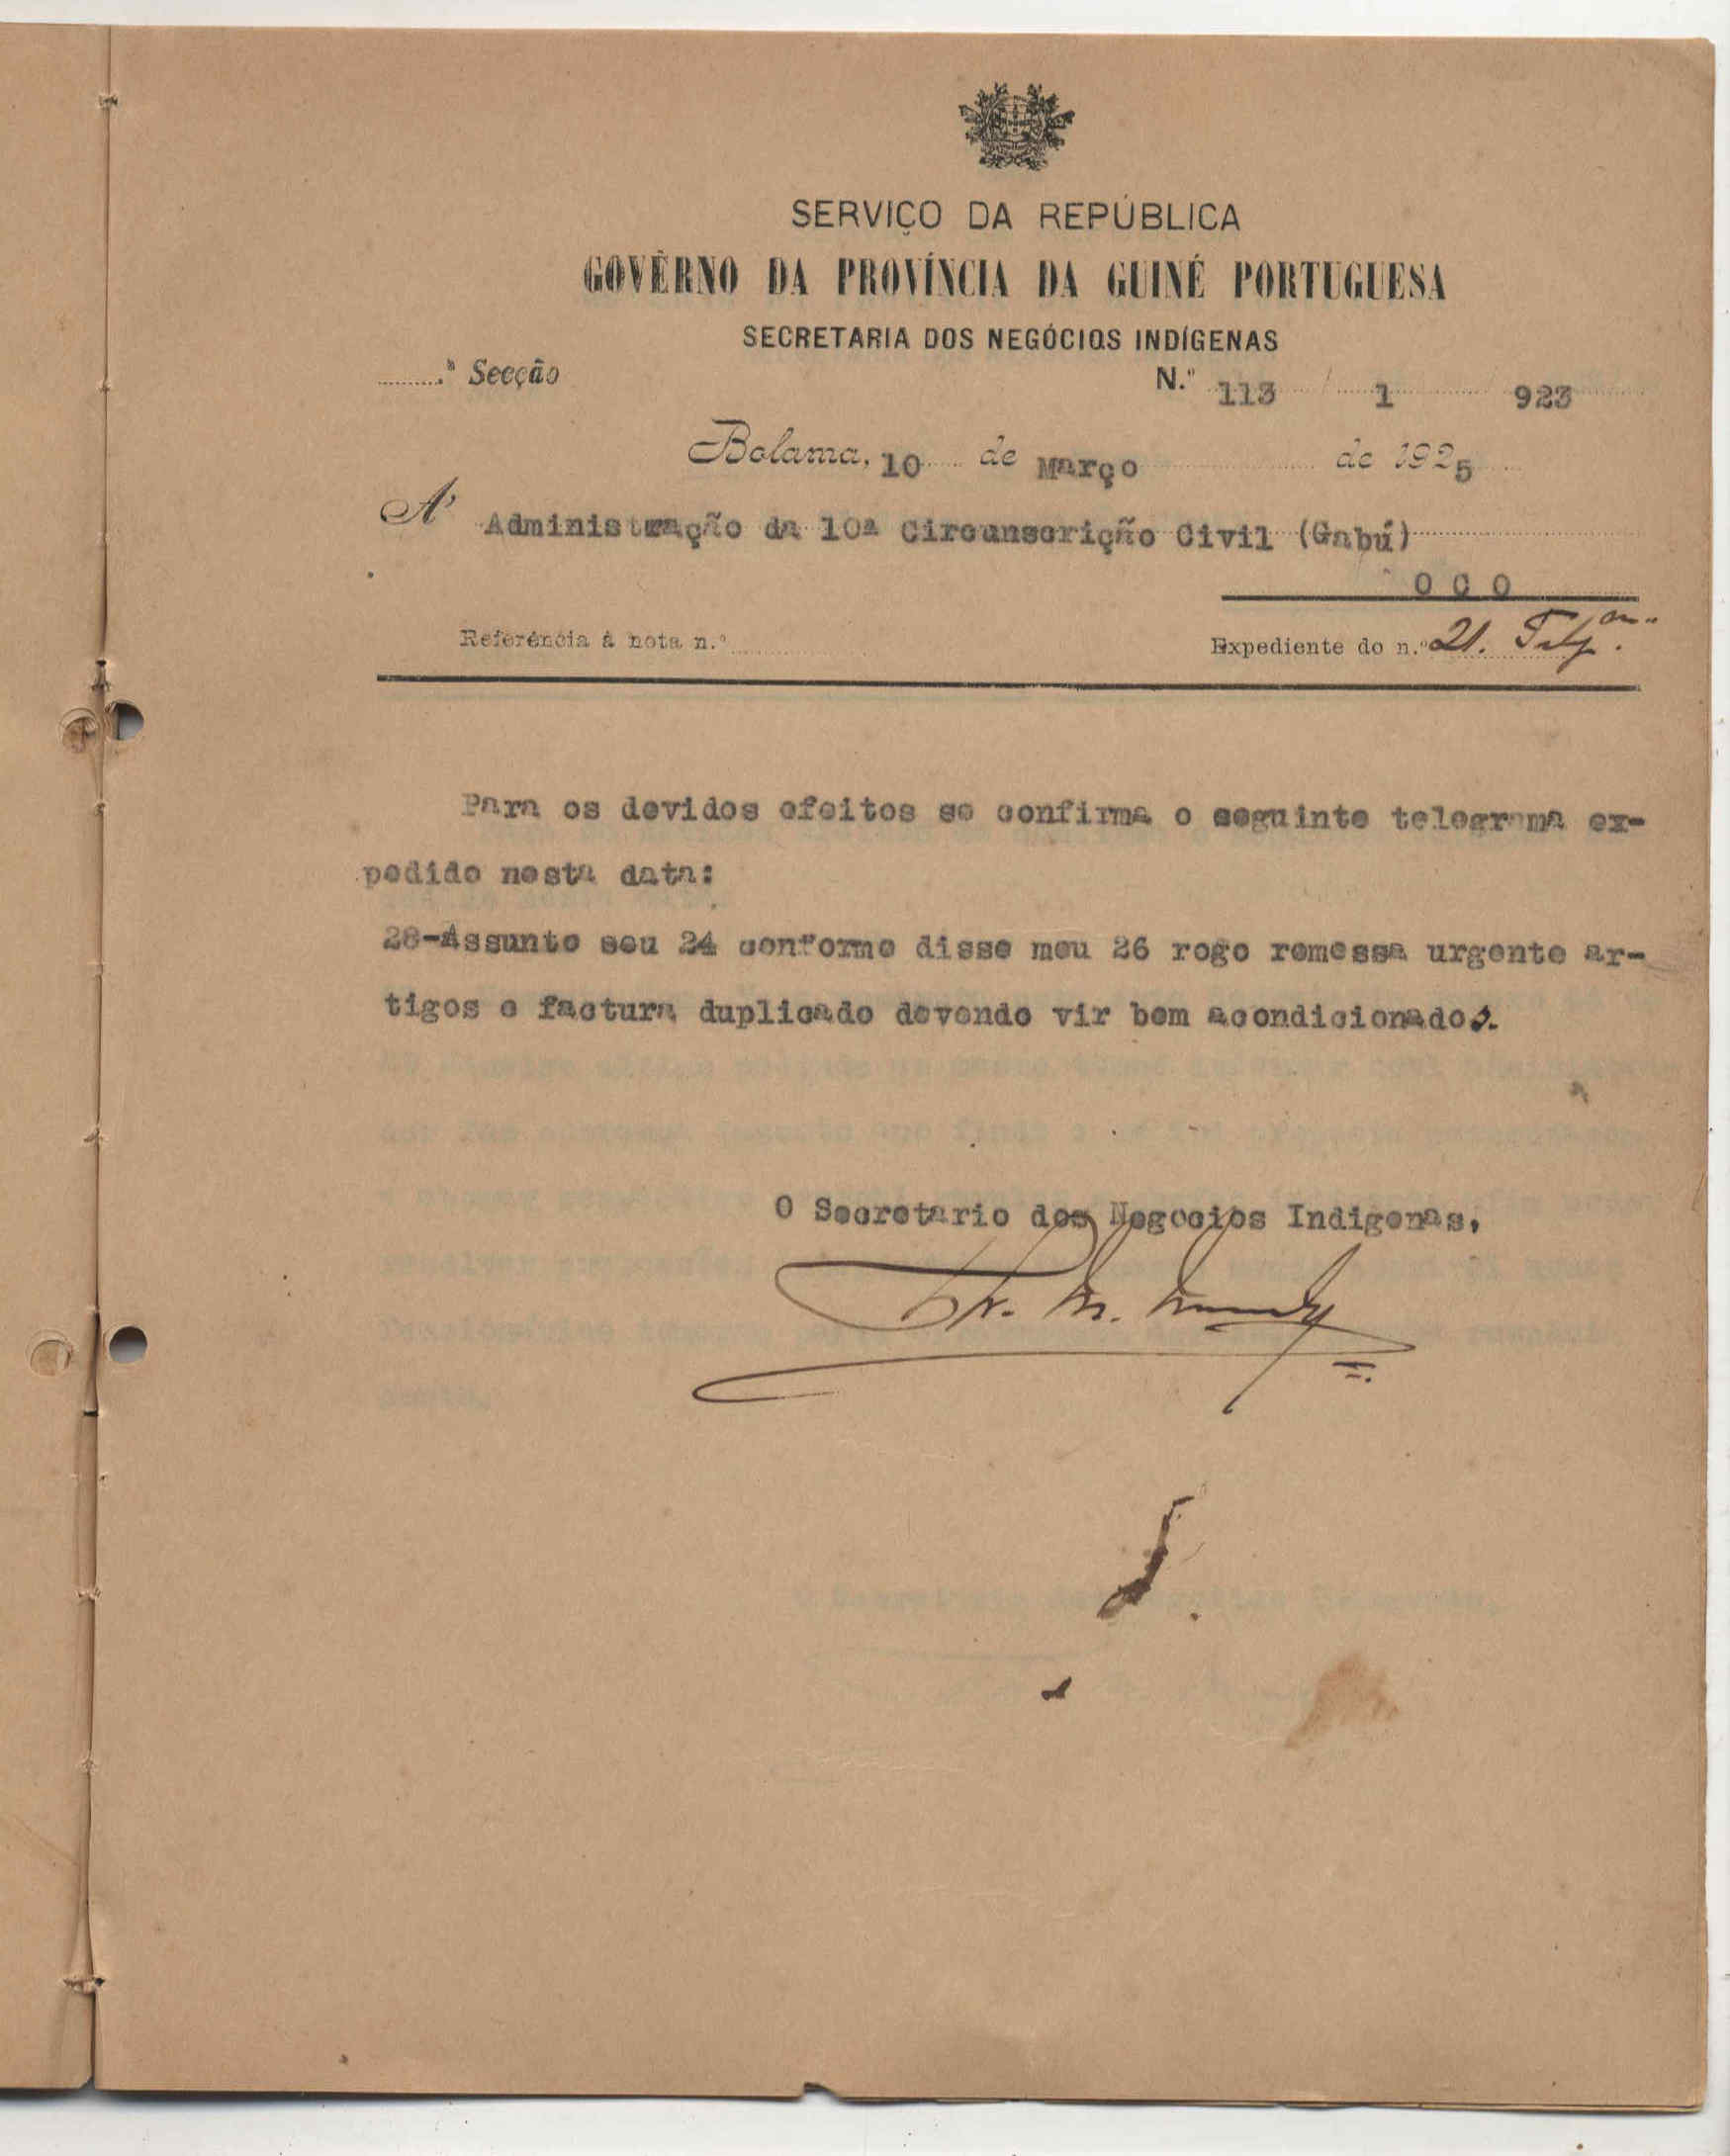 SERVIÇO DA REPÚBLICA
GOVÊRNO DA PROVÍNCIA DA GUINÉ PORTUGUESA
SECRETARIA DOS NEGÓCIOS INDÍGENAS
.ª Secção N.º 113 / 1 923
Bolama, 10 de Março de 1925
A' Administração da 10ª Circunscrição Civil (Gabú)
o 0 o
Referência à nota n.º Expediente do n.º 21.
Para os devidos efeitos se confirma o seguinte telegrama ex-
pedido nesta data:
28-Assunto seu 24 conforme disse meu 26 rogo remessa urgente ar-
tigos e factura duplicado devendo vir bem acondicionados.
O Secretario dos Negocios Indigenas,